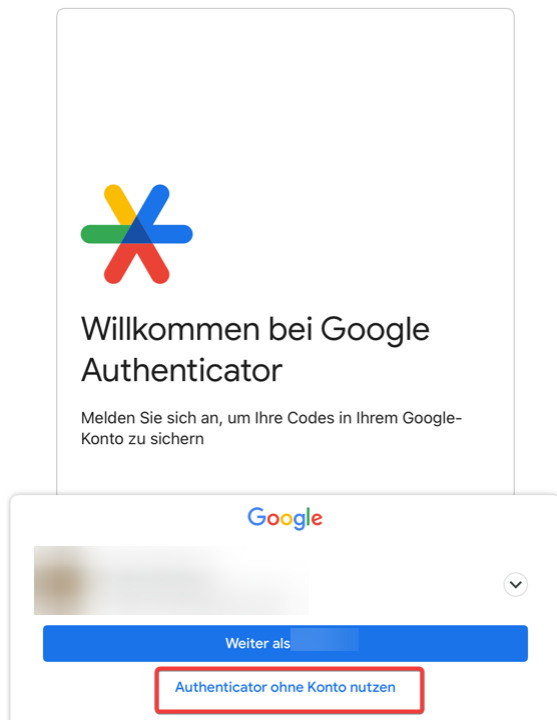 Willkommen bei Google
Authenticator
Melden Sie sich an, um Ihre Codes in Ihrem Google-
Konto zu sichern
Google
Weiter als
Authenticator ohne Konto nutzen